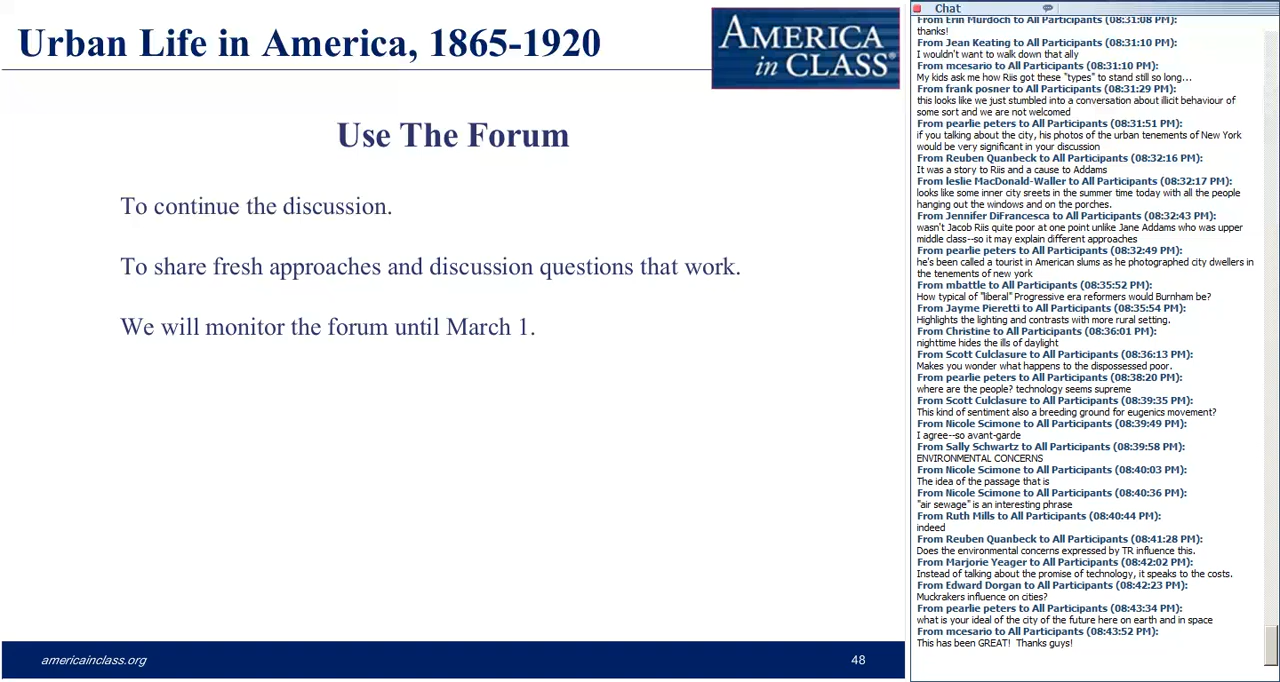 Urban Life in America, 1865-1920
AMERICA
in CLASS®
Use The Forum
To continue the discussion.
To share fresh approaches and discussion questions that work.
We will monitor the forum until March 1.
americainclass.org
48
Chat
From Erin Murdoch to All Participants (08:31:08 PM):
thanks!
From Jean Keating to All Participants (08:31:10 PM):
I wouldn't want to walk down that ally
From mcesario to All Participants (08:31:10 PM):
My kids ask me how Riis got these "types" to stand still so long...
From frank posner to All Participants (08:31:29 PM):
this looks like we just stumbled into a conversation about illicit behaviour of
some sort and we are not welcomed
From pearlie peters to All Participants (08:31:51 PM):
if you talking about the city, his photos of the urban tenements of New York
would be very significant in your discussion
From Reuben Quanbeck to All Participants (08:32:16 PM):
It was a story to Riis and a cause to Addams
From leslie MacDonald-Waller to All Participants (08:32:17 PM):
looks like some inner city sreets in the summer time today with all the people
hanging out the windows and on the porches.
From Jennifer DiFrancesca to All Participants (08:32:43 PM):
wasn't Jacob Riis quite poor at one point unlike Jane Addams who was upper
middle class--so it may explain different approaches
From pearlie peters to All Participants (08:32:49 PM):
he's been called a tourist in American slums as he photographed city dwellers in
the tenements of new york
From mbattle to All Participants (08:35:52 PM):
How typical of "liberal" Progressive era reformers would Burnham be?
From Jayme Pieretti to All Participants (08:35:54 PM):
Highlights the lighting and contrasts with more rural setting.
From Christine to All Participants (08:36:01 PM):
nighttime hides the ills of daylight
From Scott Culclasure to All Participants (08:36:13 PM):
Makes you wonder what happens to the dispossessed poor.
From pearlie peters to All Participants (08:38:20 PM):
where are the people? technology seems supreme
From Scott Culclasure to All Participants (08:39:35 PM):
This kind of sentiment also a breeding ground for eugenics movement?
From Nicole Scimone to All Participants (08:39:49 PM):
I agree--so avant-garde
From Sally Schwartz to All Participants (08:39:58 PM):
ENVIRONMENTAL CONCERNS
From Nicole Scimone to All Participants (08:40:03 PM):
The idea of the passage that is
From Nicole Scimone to All Participants (08:40:36 PM):
"air sewage" is an interesting phrase
From Ruth Mills to All Participants (08:40:44 PM):
indeed
From Reuben Quanbeck to All Participants (08:41:28 PM):
Does the environmental concerns expressed by TR influence this.
From Marjorie Yeager to All Participants (08:42:02 PM):
Instead of talking about the promise of technology, it speaks to the costs.
From Edward Dorgan to All Participants (08:42:23 PM):
Muckrakers influence on cities?
From pearlie peters to All Participants (08:43:34 PM):
what is your ideal of the city of the future here on earth and in space
From mcesario to All Participants (08:43:52 PM):
This has been GREAT! Thanks guys!